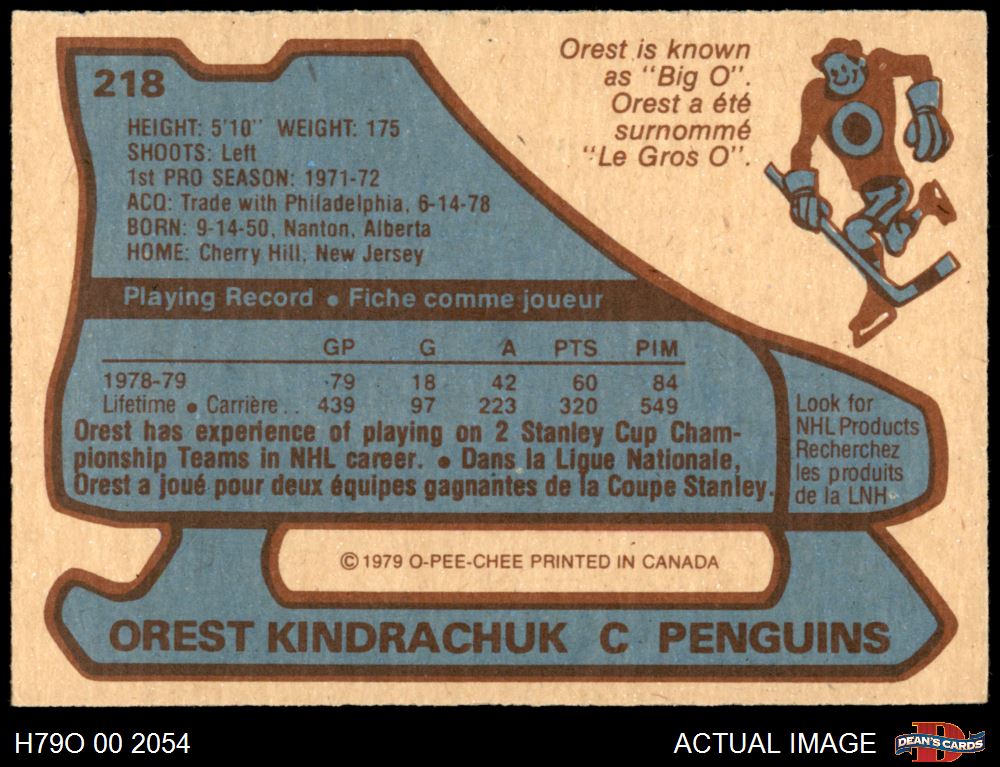 218
Orest is known
as "Big O".
Orest a été
surnommé
"Le Gros O".
HEIGHT: 5'10" WEIGHT: 175
SHOOTS: Left
1st PRO SEASON: 1971-72
ACQ: Trade with Philadelphia, 6-14-78
BORN: 9-14-50, Nanton, Alberta
HOME: Cherry Hill, New Jersey
Playing Record • Fiche comme joueur
GP G A PTS PIM
1978-79 79 18 42 60 84
Lifetime • Carrière . . 439 97 223 320 549
Orest has experience of playing on 2 Stanley Cup Cham-
pionship Teams in NHL career. • Dans la Ligue Nationale,
Orest a joué pour deux équipes gagnantes de la Coupe Stanley.
Look for
NHL Products
Recherchez
les produits
de la LNH
© 1979 O-PEE-CHEE PRINTED IN CANADA
OREST KINDRACHUK C PENGUINS
H79O 00 2054
ACTUAL IMAGE
D
DEAN'S CARDS